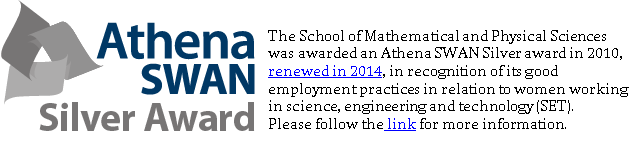 Athena
SWAN
Silver Award
The School of Mathematical and Physical Sciences
was awarded an Athena SWAN Silver award in 2010,
renewed in 2014, in recognition of its good
employment practices in relation to women working
in science, engineering and technology (SET).
Please follow the link for more information.